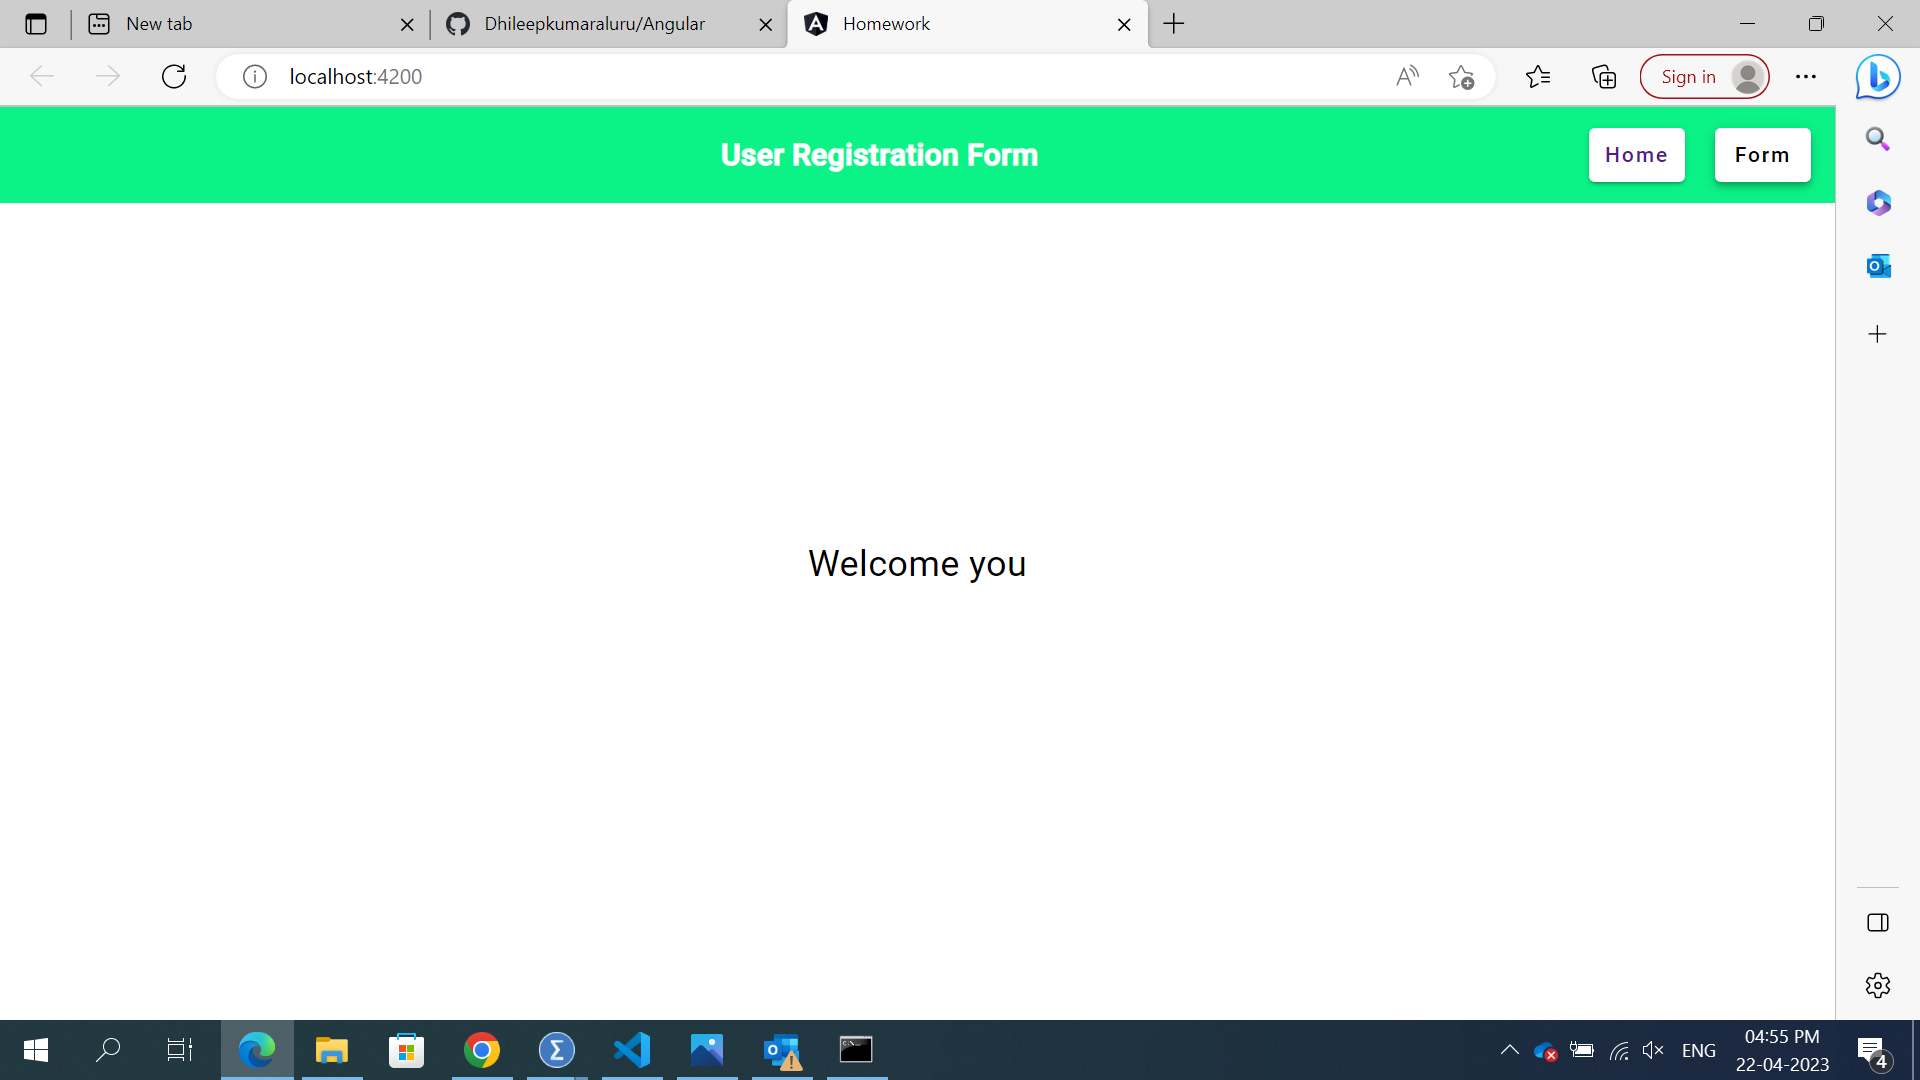 New tab
Dhileepkumaraluru/Angular
Homework
localhost:4200
Sign in
User Registration Form
Home
Form
Welcome you
ENG
04:55 PM
22-04-2023
4